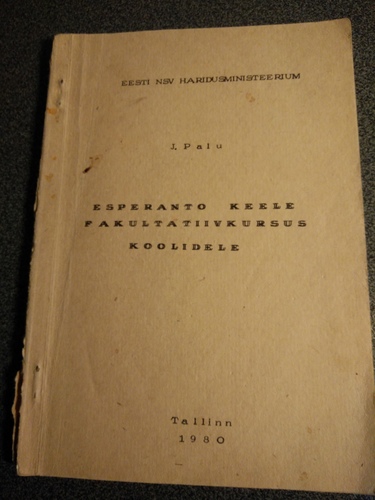 EESTI NSV HARIDUSMINISTEERIUM
J. Palu
ESPERANTO KEELE
FAKULTATIIVKURSUS
KOOLIDELE
Tallinn
1980